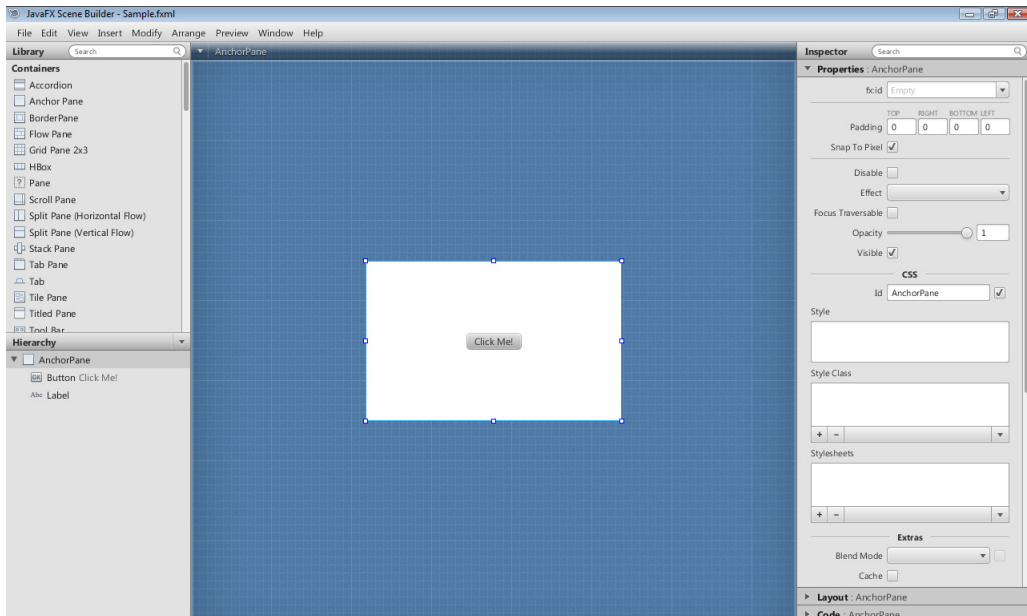 JavaFX Scene Builder - Sample.fxml
File Edit View Insert Modify Arrange Preview Window Help
Library Search
Containers
Accordion
Anchor Pane
BorderPane
Flow Pane
Grid Pane 2x3
HBox
Pane
Scroll Pane
Split Pane (Horizontal Flow)
Split Pane (Vertical Flow)
Stack Pane
Tab Pane
Tab
Tile Pane
Titled Pane
Tool Bar
Hierarchy
AnchorPane
OK Button Click Me!
Abc Label
AnchorPane
Click Me!
Inspector Search
Properties : AnchorPane
fx:id Empty
TOP RIGHT BOTTOM LEFT
Padding 0 0 0 0
Snap To Pixel
Disable
Effect
Focus Traversable
Opacity 1
Visible
CSS
Id AnchorPane
Style
Style Class
+ -
Stylesheets
+ -
Extras
Blend Mode
Cache
Layout : AnchorPane
Code : AnchorPane